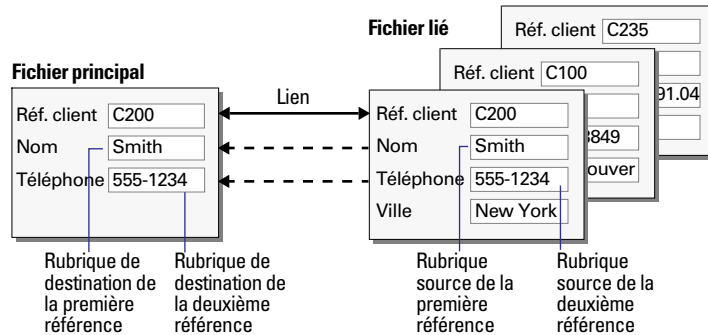 Fichier lié
Réf. client C235
91.04
Réf. client C100
3849
ouver
Fichier principal
Réf. client C200
Nom Smith
Téléphone 555-1234
Lien
Réf. client C200
Nom Smith
Téléphone 555-1234
Ville New York
Rubrique de
destination de
la première
référence
Rubrique de
destination de
la deuxième
référence
Rubrique
source de la
première
référence
Rubrique
source de la
deuxième
référence